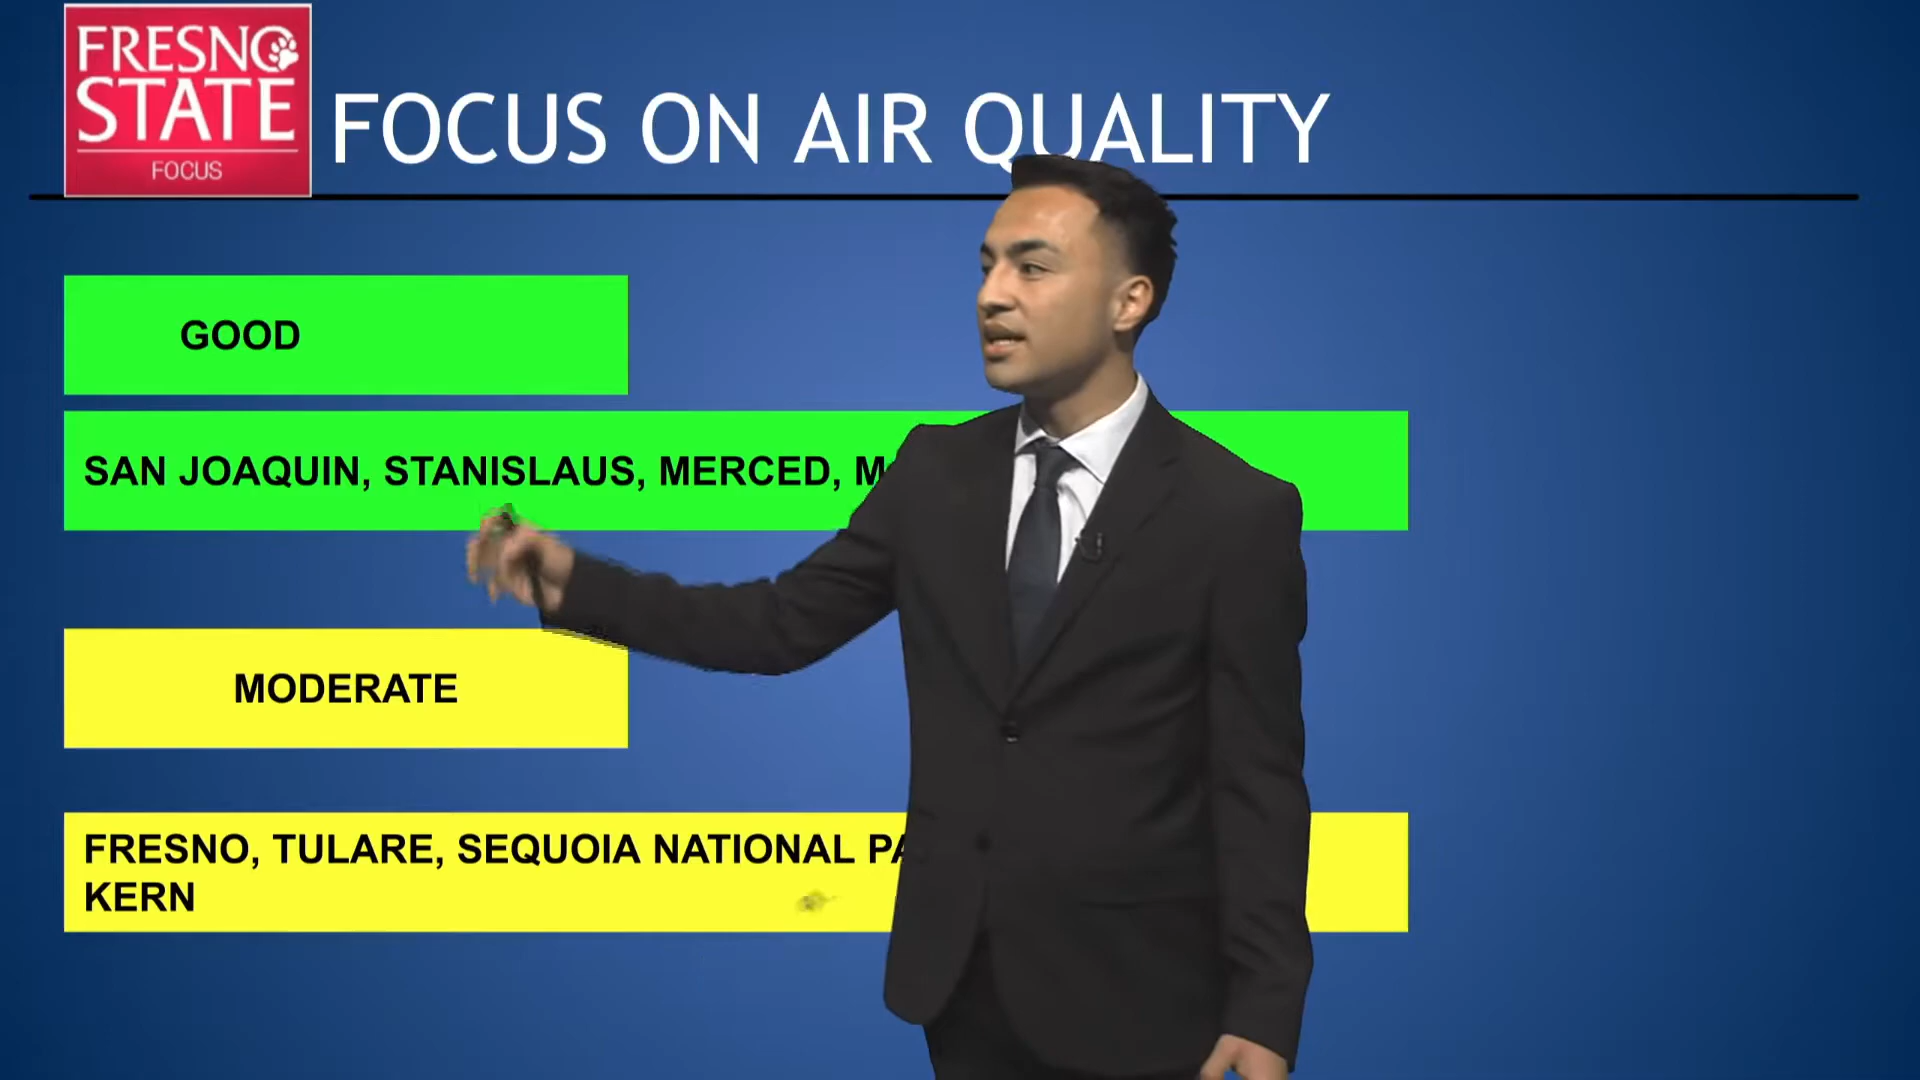 FRESNO
STATE
FOCUS
FOCUS ON AIR QUALITY
GOOD
SAN JOAQUIN, STANISLAUS, MERCED,
MODERATE
FRESNO, TULARE, SEQUOIA NATIONAL
KERN